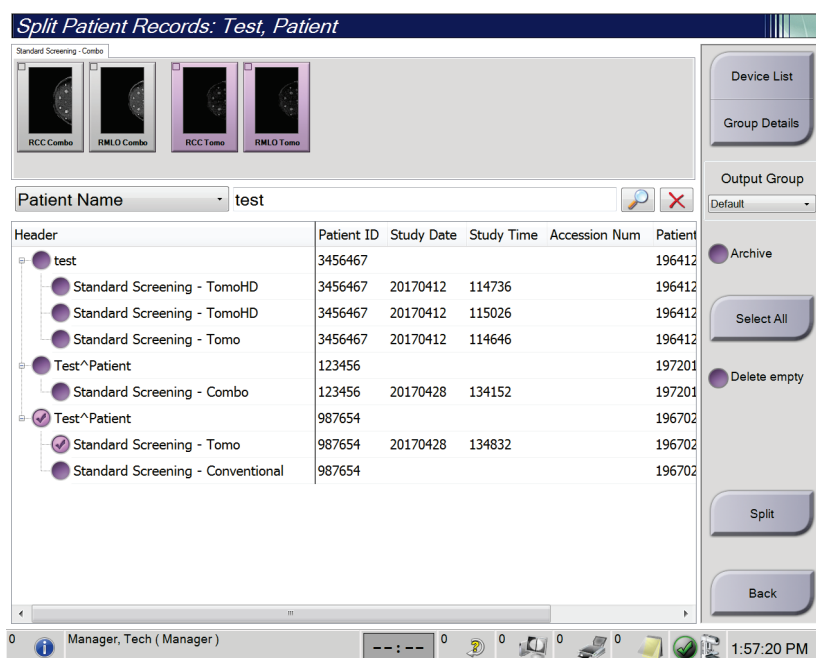 Split Patient Records: Test, Patient
Standard Screening - Combo
RCC Combo RMLO Combo RCC Tomo RMLO Tomo
Device List
Group Details
Output Group
Default
Patient Name test
Header Patient ID Study Date Study Time Accession Num Patient
test 3456467 196412
Standard Screening - TomoHD 3456467 20170412 114736 196412
Standard Screening - TomoHD 3456467 20170412 115026 196412
Standard Screening - Tomo 3456467 20170412 114646 196412
Test^Patient 123456 197201
Standard Screening - Combo 123456 20170428 134152 197201
Test^Patient 987654 196702
Standard Screening - Tomo 987654 20170428 134832 196702
Standard Screening - Conventional 987654 196702
Archive
Select All
Delete empty
Split
Back
0 Manager, Tech ( Manager ) --:-- 0 0 0 0 1:57:20 PM